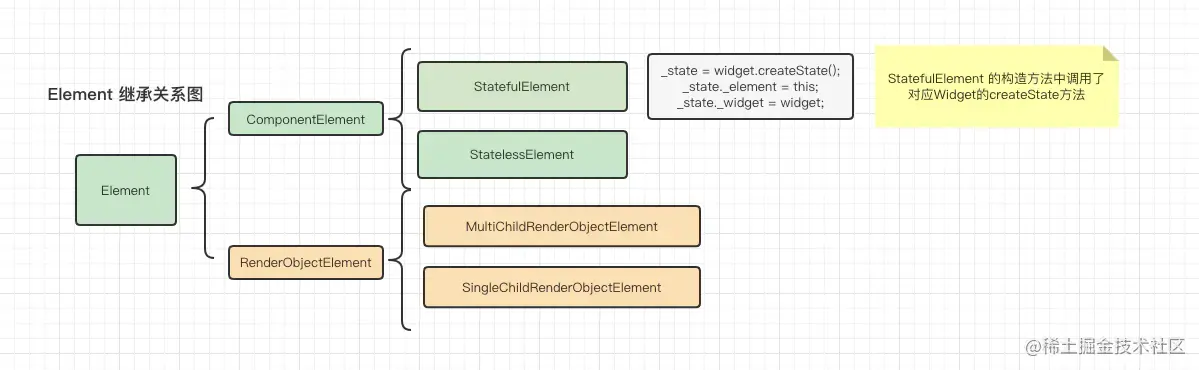 Element 继承关系图
Element
ComponentElement
RenderObjectElement
StatefulElement
StatelessElement
MultiChildRenderObjectElement
SingleChildRenderObjectElement
_state = widget.createState();
_state._element = this;
_state._widget = widget;
StatefulElement 的构造方法中调用了
对应Widget的createState方法
@稀土掘金技术社区